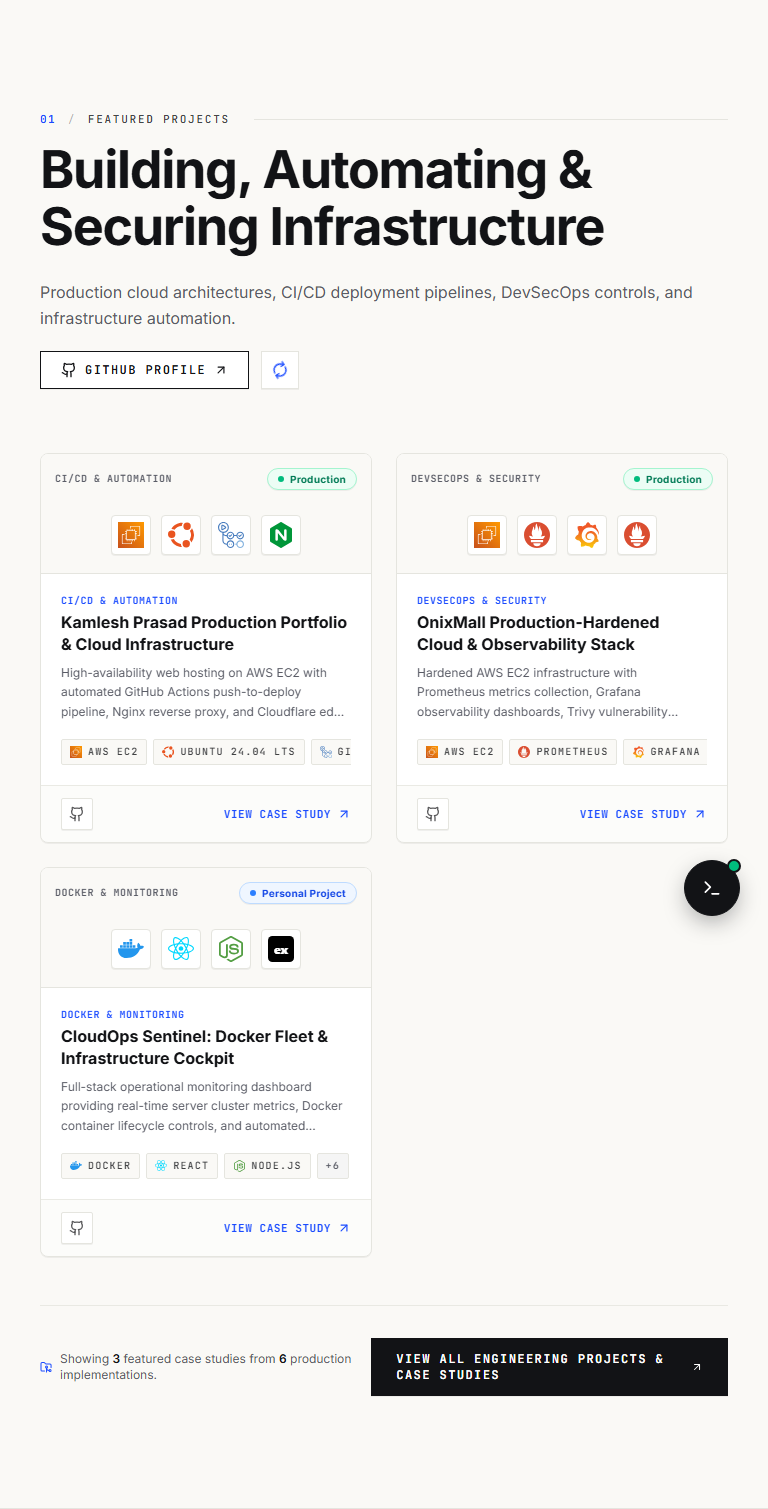 01 / FEATURED PROJECTS
Building, Automating &
Securing Infrastructure
Production cloud architectures, CI/CD deployment pipelines, DevSecOps controls, and
infrastructure automation.
GITHUB PROFILE
CI/CD & AUTOMATION
Production
CI/CD & AUTOMATION
Kamlesh Prasad Production Portfolio
& Cloud Infrastructure
High-availability web hosting on AWS EC2 with
automated GitHub Actions push-to-deploy
pipeline, Nginx reverse proxy, and Cloudflare ed...
AWS EC2
UBUNTU 24.04 LTS
GI
VIEW CASE STUDY
DEVSECOPS & SECURITY
Production
DEVSECOPS & SECURITY
OnixMall Production-Hardened
Cloud & Observability Stack
Hardened AWS EC2 infrastructure with
Prometheus metrics collection, Grafana
observability dashboards, Trivy vulnerability...
AWS EC2
PROMETHEUS
GRAFANA
VIEW CASE STUDY
DOCKER & MONITORING
Personal Project
ex
DOCKER & MONITORING
CloudOps Sentinel: Docker Fleet &
Infrastructure Cockpit
Full-stack operational monitoring dashboard
providing real-time server cluster metrics, Docker
container lifecycle controls, and automated...
DOCKER
REACT
NODE.JS
+6
VIEW CASE STUDY
Showing 3 featured case studies from 6 production
implementations.
VIEW ALL ENGINEERING PROJECTS &
CASE STUDIES